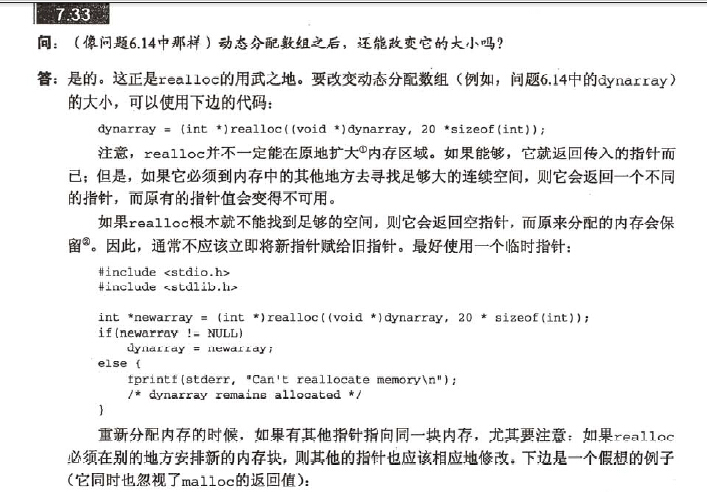 7.33
问：（像问题6.14中那样）动态分配数组之后，还能改变它的大小吗？
答：是的。这正是realloc的用武之地。要改变动态分配数组（例如，问题6.14中的dynarray）
的大小，可以使用下边的代码：
dynarray = (int *)realloc((void *)dynarray, 20 *sizeof(int));
注意，realloc并不一定能在原地扩大①内存区域。如果能够，它就返回传入的指针而
已；但是，如果它必须到内存中的其他地方去寻找足够大的连续空间，则它会返回一个不同
的指针，而原有的指针值会变得不可用。
如果realloc根本就不能找到足够的空间，则它会返回空指针，而原来分配的内存会保
留②。因此，通常不应该立即将新指针赋给旧指针。最好使用一个临时指针：
#include <stdio.h>
#include <stdlib.h>
int *newarray = (int *)realloc((void *)dynarray, 20 * sizeof(int));
if(newarray != NULL)
dynarray = newarray;
else {
fprintf(stderr, "Can't reallocate memory\n");
/* dynarray remains allocated */
}
重新分配内存的时候，如果有其他指针指向同一块内存，尤其要注意：如果realloc
必须在别的地方安排新的内存块，则其他的指针也应该相应地修改。下边是一个假想的例子
（它同时也忽视了malloc的返回值）：